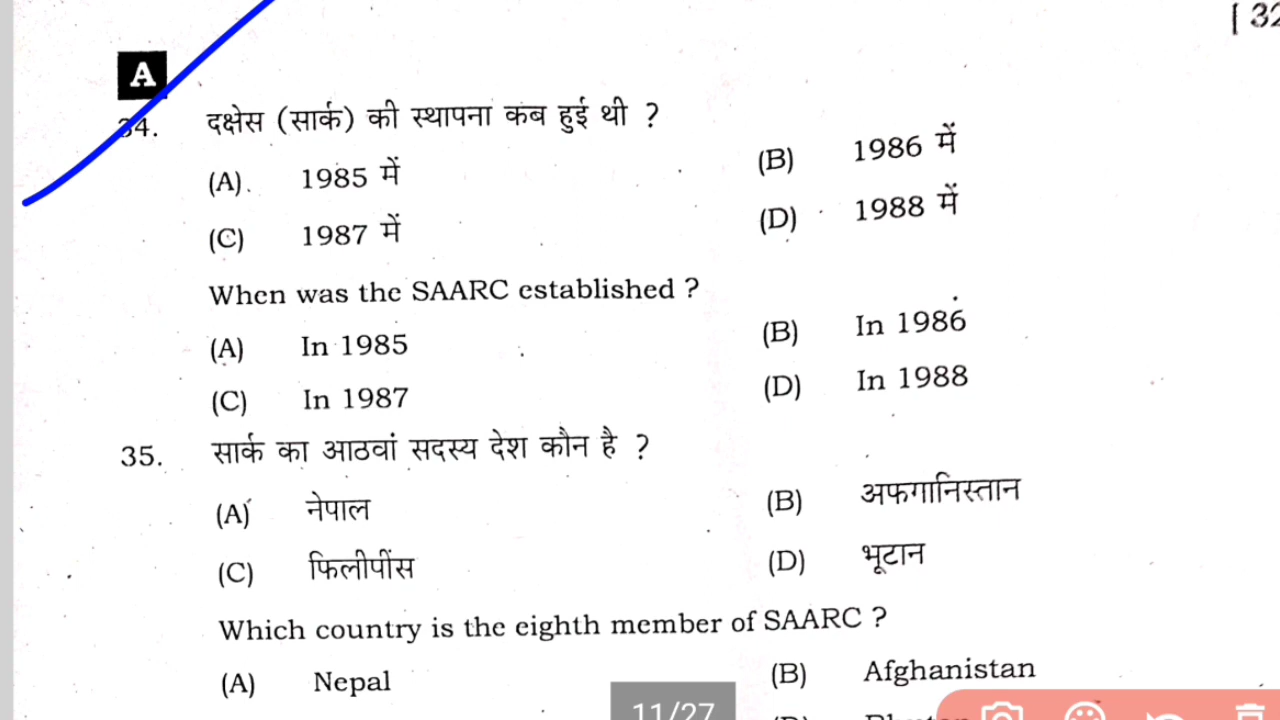 [ 32
A
34. दक्षेस (सार्क) की स्थापना कब हुई थी ?
(A) 1985 में (B) 1986 में
(C) 1987 में (D) 1988 में
When was the SAARC established ?
(A) In 1985 (B) In 1986
(C) In 1987 (D) In 1988
35. सार्क का आठवां सदस्य देश कौन है ?
(A) नेपाल (B) अफगानिस्तान
(C) फिलीपींस (D) भूटान
Which country is the eighth member of SAARC ?
(A) Nepal (B) Afghanistan
11/27